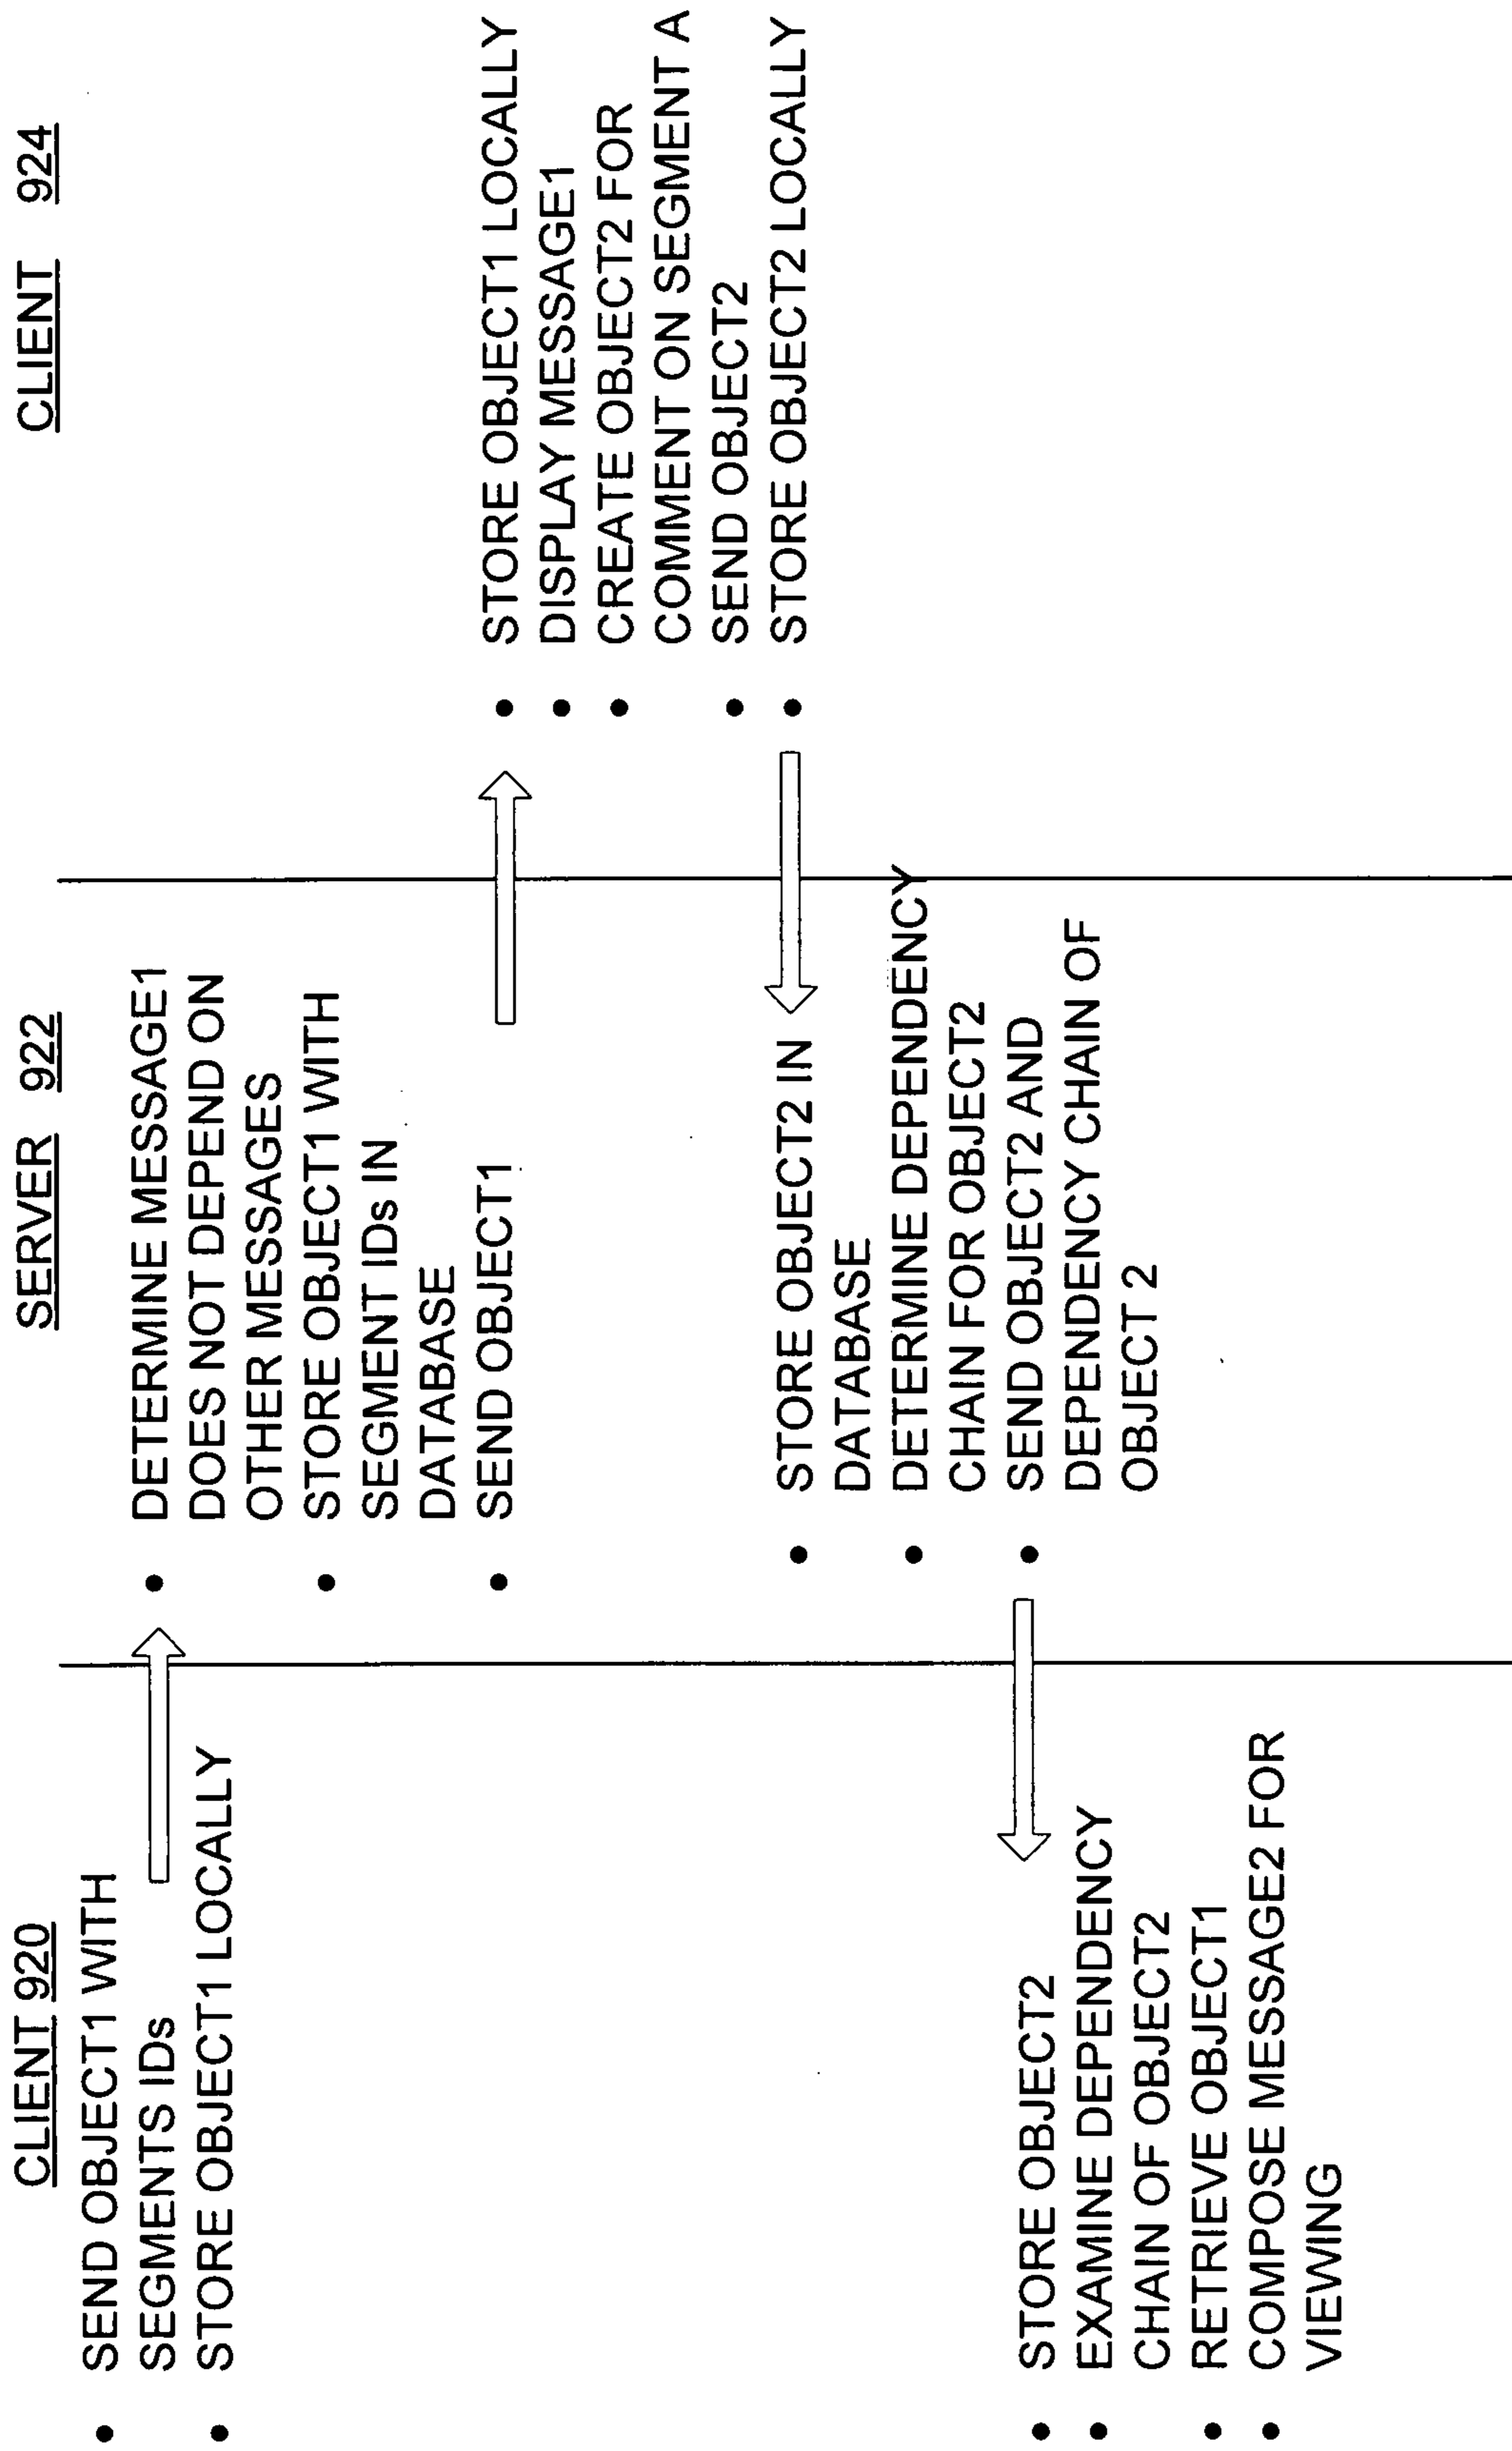 CLIENT 920
• SEND OBJECT1 WITH
SEGMENTS IDs
• STORE OBJECT1 LOCALLY
• STORE OBJECT2
• EXAMINE DEPENDENCY
CHAIN OF OBJECT2
• RETRIEVE OBJECT1
• COMPOSE MESSAGE2 FOR
VIEWING
SERVER 922
• DETERMINE MESSAGE1
DOES NOT DEPEND ON
OTHER MESSAGES
• STORE OBJECT1 WITH
SEGMENT IDs IN
DATABASE
• SEND OBJECT1
• STORE OBJECT2 IN
DATABASE
• DETERMINE DEPENDENCY
CHAIN FOR OBJECT2
• SEND OBJECT2 AND
DEPENDENCY CHAIN OF
OBJECT 2
CLIENT 924
• STORE OBJECT1 LOCALLY
• DISPLAY MESSAGE1
• CREATE OBJECT2 FOR
COMMENT ON SEGMENT A
• SEND OBJECT2
• STORE OBJECT2 LOCALLY